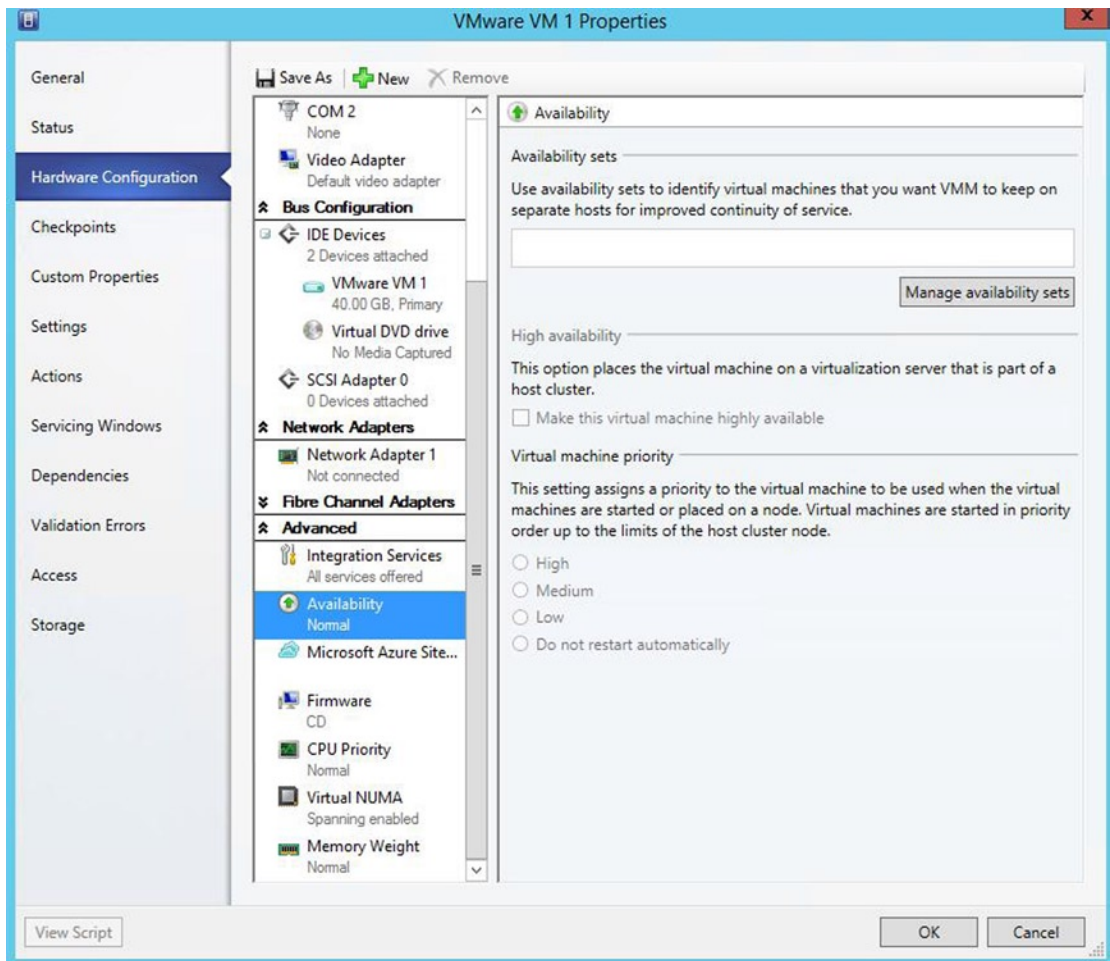 VMware VM 1 Properties
x
General
Status
Hardware Configuration
Checkpoints
Custom Properties
Settings
Actions
Servicing Windows
Dependencies
Validation Errors
Access
Storage
Save As
New
Remove
COM 2
None
Video Adapter
Default video adapter
Bus Configuration
IDE Devices
2 Devices attached
VMware VM 1
40.00 GB, Primary
Virtual DVD drive
No Media Captured
SCSI Adapter 0
0 Devices attached
Network Adapters
Network Adapter 1
Not connected
Fibre Channel Adapters
Advanced
Integration Services
All services offered
Availability
Normal
Microsoft Azure Site...
Firmware
CD
CPU Priority
Normal
Virtual NUMA
Spanning enabled
Memory Weight
Normal
Availability
Availability sets
Use availability sets to identify virtual machines that you want VMM to keep on
separate hosts for improved continuity of service.
Manage availability sets
High availability
This option places the virtual machine on a virtualization server that is part of a
host cluster.
Make this virtual machine highly available
Virtual machine priority
This setting assigns a priority to the virtual machine to be used when the virtual
machines are started or placed on a node. Virtual machines are started in priority
order up to the limits of the host cluster node.
High
Medium
Low
Do not restart automatically
View Script
OK
Cancel